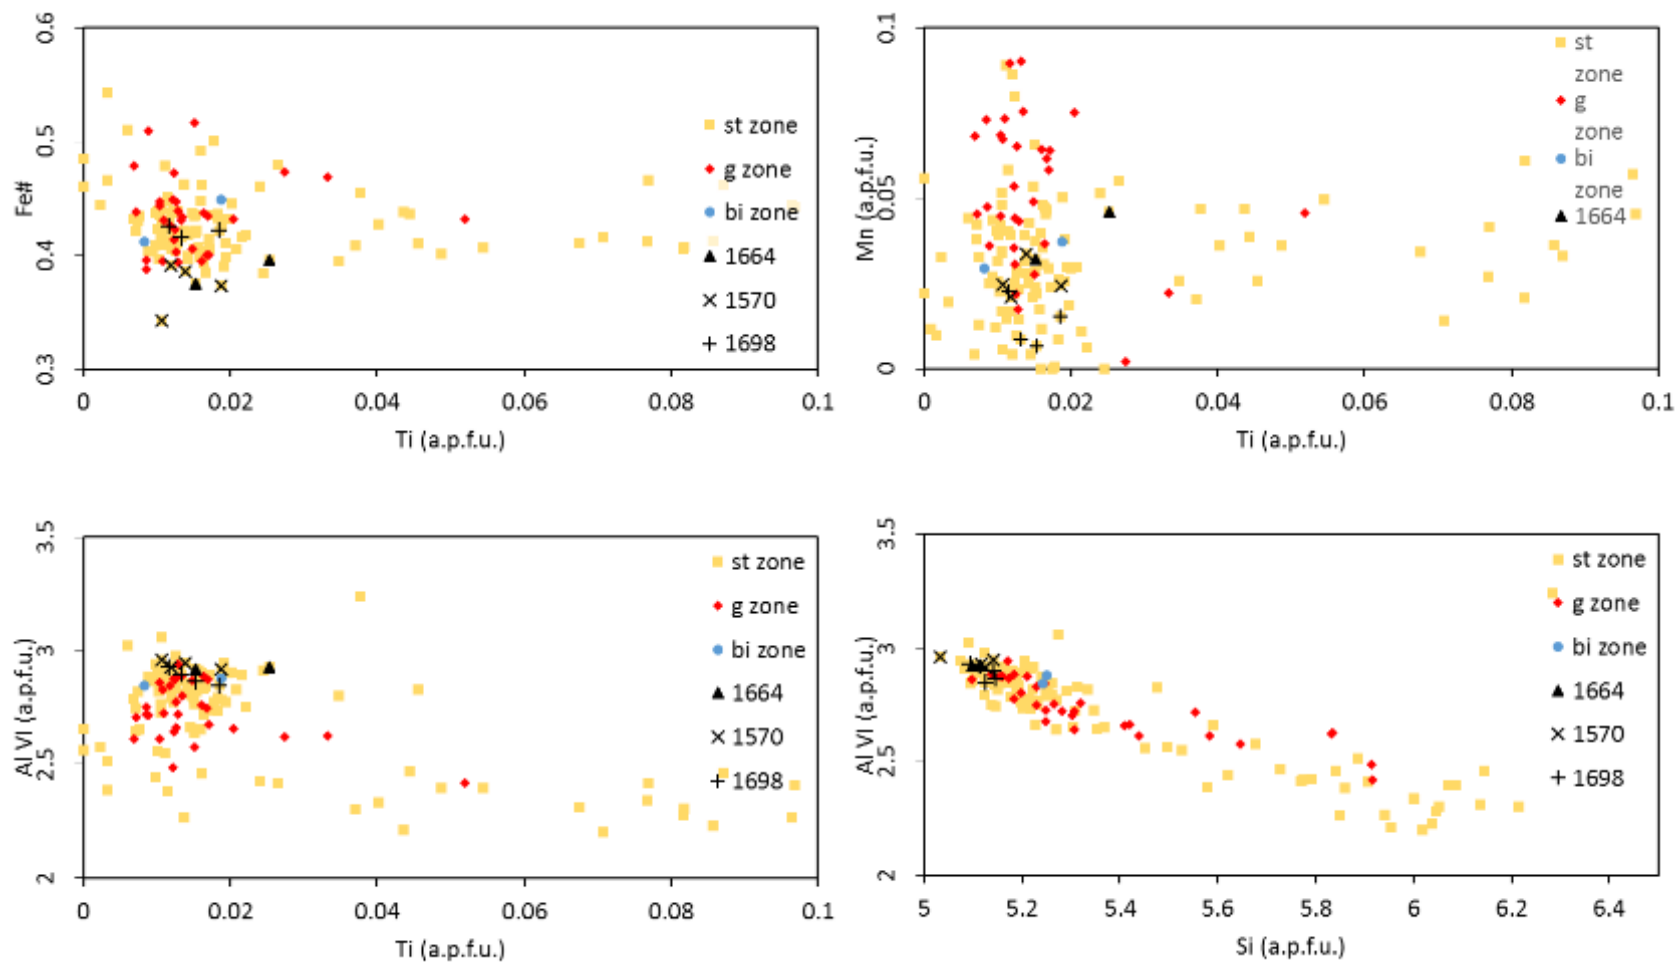 0.6
0.5
0.4
0.3
Fe#
0
0.02
0.04
0.06
0.08
0.1
Ti (a.p.f.u.)
st zone
g zone
bi zone
1664
1570
1698
0.1
0.05
0
Mn (a.p.f.u.)
0
0.02
0.04
0.06
0.08
0.1
Ti (a.p.f.u.)
st
zone
g
zone
bi
zone
1664
3.5
3
2.5
2
Al VI (a.p.f.u.)
0
0.02
0.04
0.06
0.08
0.1
Ti (a.p.f.u.)
st zone
g zone
bi zone
1664
1570
1698
3.5
3
2.5
2
Al VI (a.p.f.u.)
5
5.2
5.4
5.6
5.8
6
6.2
6.4
Si (a.p.f.u.)
st zone
g zone
bi zone
1664
1570
1698